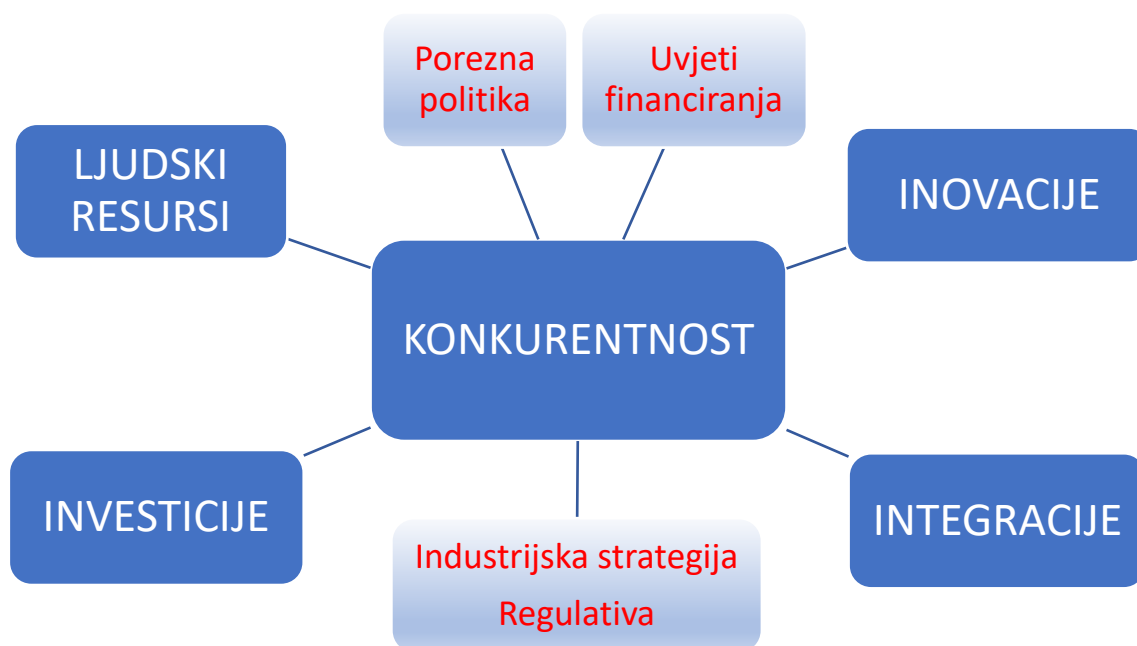 Porezna
politika
Uvjeti
financiranja
LJUDSKI
RESURSI
INOVACIJE
KONKURENTNOST
INVESTICIJE
INTEGRACIJE
Industrijska strategija
Regulativa